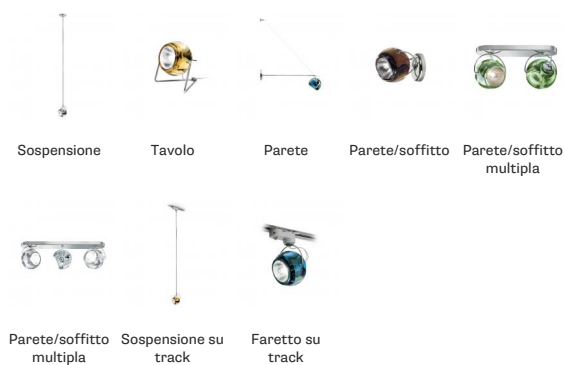 Sospensione
Tavolo
Parete
Parete/soffitto
Parete/soffitto
multipla
Parete/soffitto
multipla
Sospensione su
track
Faretto su
track